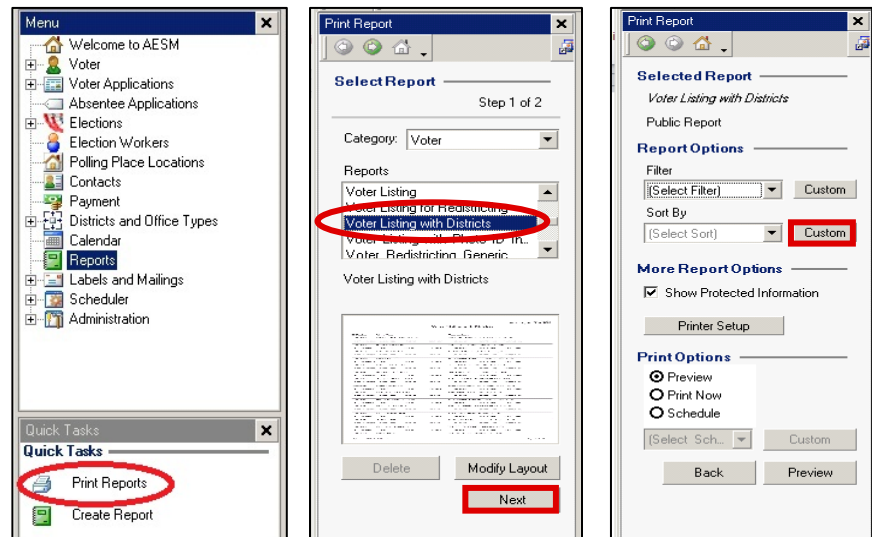 Menu
Welcome to AESM
Voter
Voter Applications
Absentee Applications
Elections
Election Workers
Polling Place Locations
Contacts
Payment
Districts and Office Types
Calendar
Reports
Labels and Mailings
Scheduler
Administration
Quick Tasks
Quick Tasks
Print Reports
Create Report
Print Report
Select Report
Step 1 of 2
Category: Voter
Reports
Voter Listing
Voter Listing for Redistricting
Voter Listing with Districts
Voter Listing with Photo ID In..
Voter, Redistricting, Generic
Voter Listing with Districts
Delete Modify Layout
Next
Print Report
Selected Report
Voter Listing with Districts
Public Report
Report Options
Filter
(Select Filter) Custom
Sort By
(Select Sort) Custom
More Report Options
Show Protected Information
Printer Setup
Print Options
Preview
Print Now
Schedule
(Select Sch... Custom
Back Preview